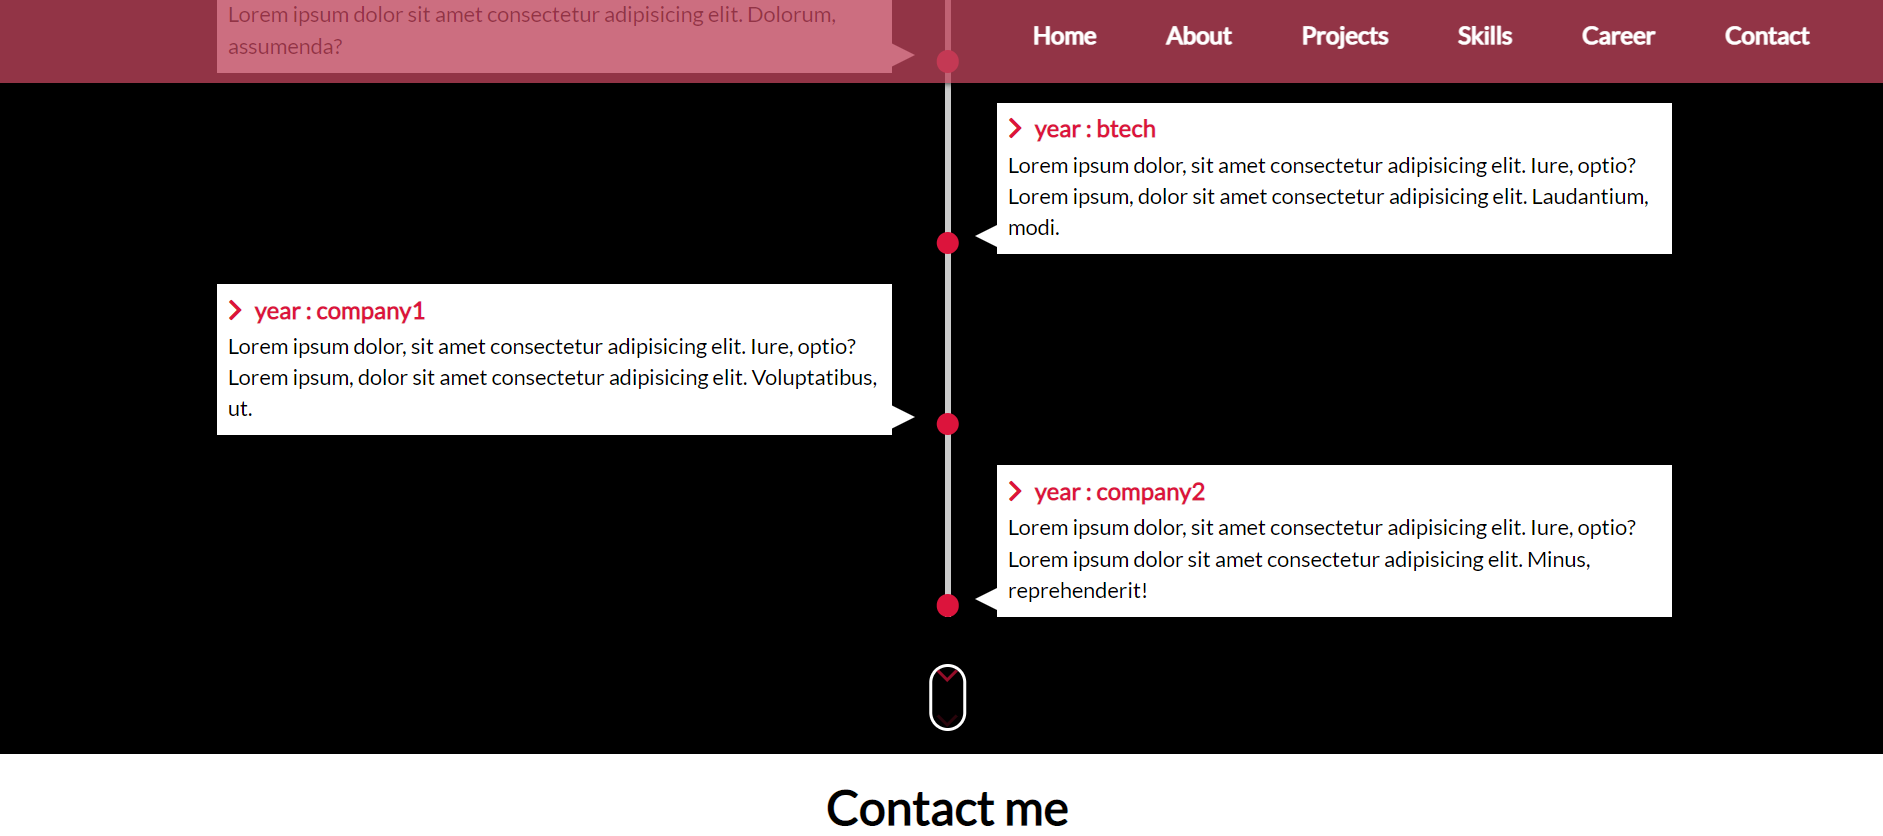 Lorem ipsum dolor sit amet consectetur adipisicing elit. Dolorum,
assumenda?
Home About Projects Skills Career Contact
year : btech
Lorem ipsum dolor, sit amet consectetur adipisicing elit. Iure, optio?
Lorem ipsum, dolor sit amet consectetur adipisicing elit. Laudantium,
modi.
year : company1
Lorem ipsum dolor, sit amet consectetur adipisicing elit. Iure, optio?
Lorem ipsum, dolor sit amet consectetur adipisicing elit. Voluptatibus,
ut.
year : company2
Lorem ipsum dolor, sit amet consectetur adipisicing elit. Iure, optio?
Lorem ipsum dolor sit amet consectetur adipisicing elit. Minus,
reprehenderit!
Contact me